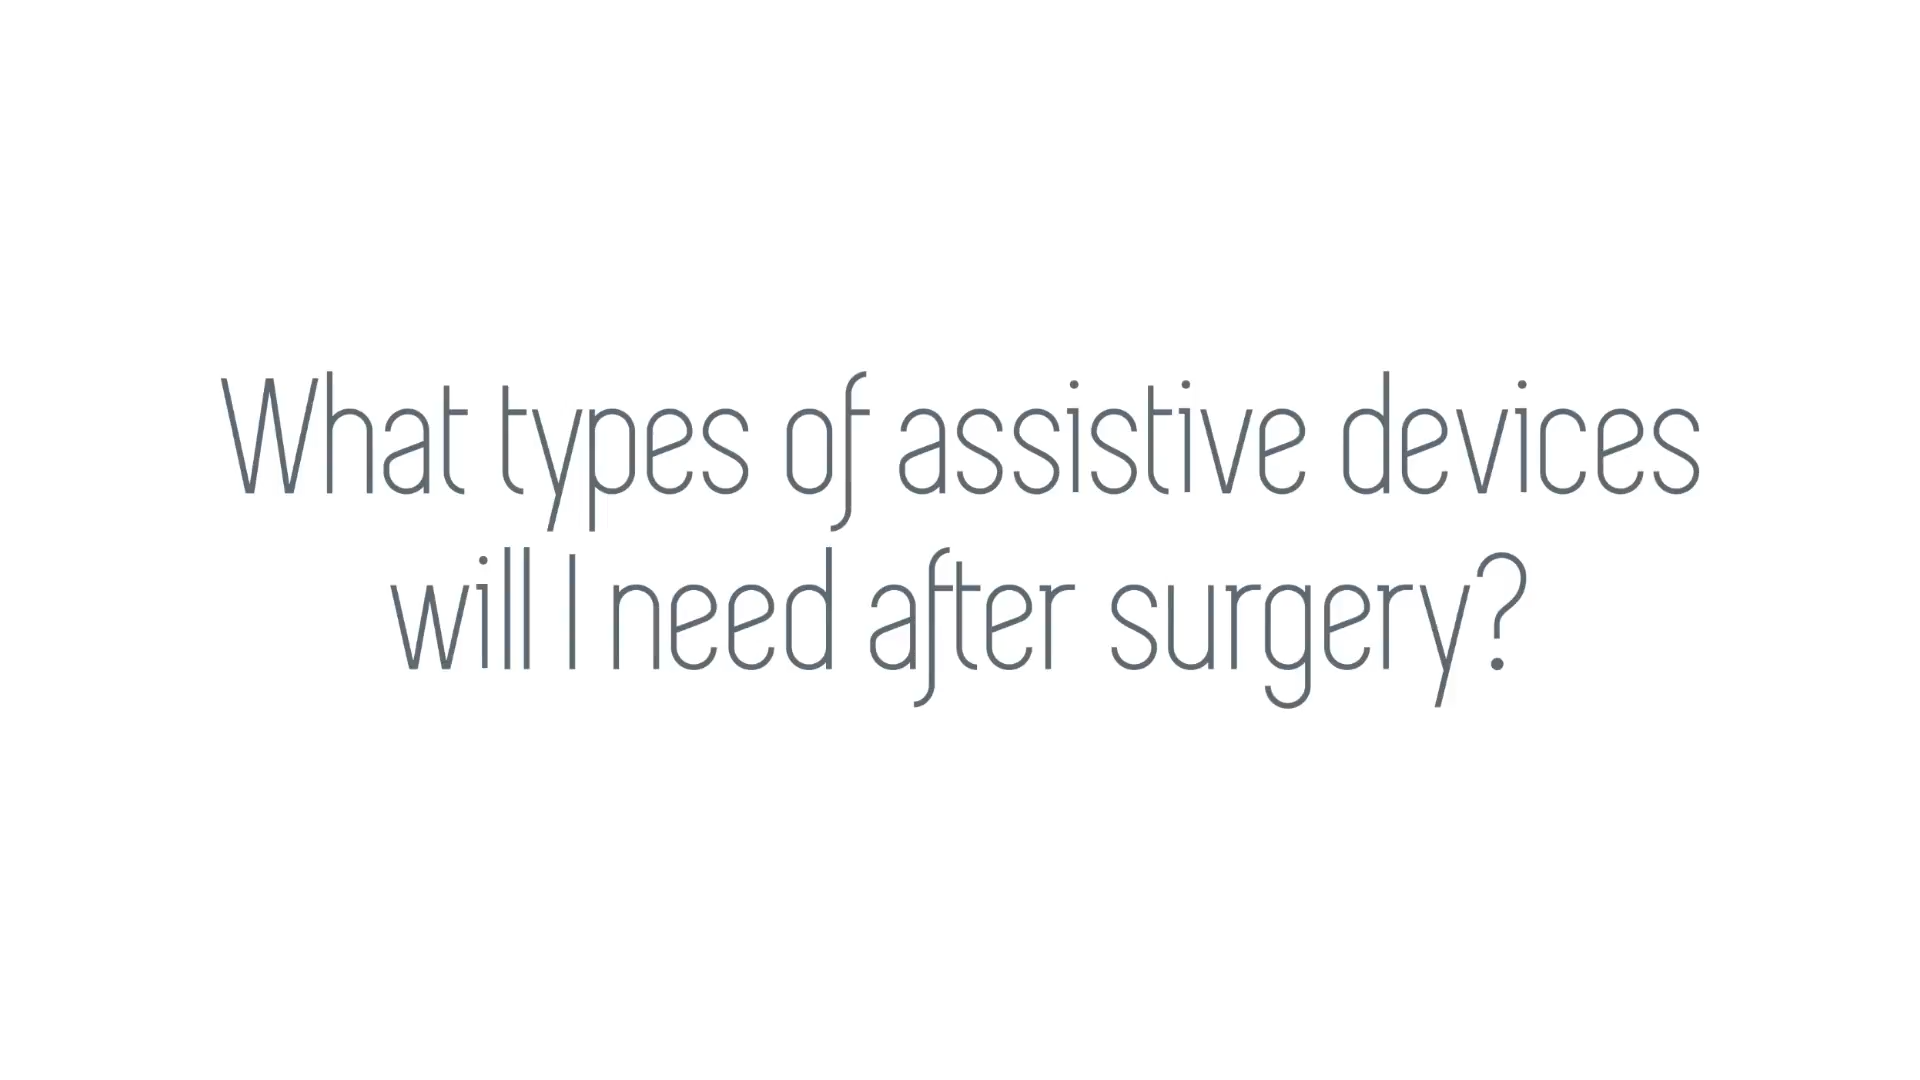 What types of assistive devices
will I need after surgery?